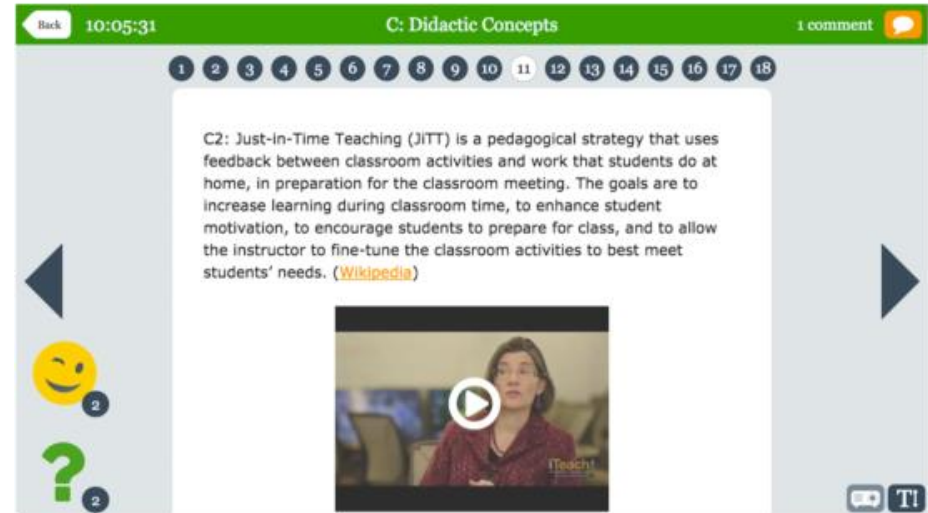 Back 10:05:31 C: Didactic Concepts 1 comment
1 2 3 4 5 6 7 8 9 10 11 12 13 14 15 16 17 18
C2: Just-in-Time Teaching (JiTT) is a pedagogical strategy that uses
feedback between classroom activities and work that students do at
home, in preparation for the classroom meeting. The goals are to
increase learning during classroom time, to enhance student
motivation, to encourage students to prepare for class, and to allow
the instructor to fine-tune the classroom activities to best meet
students' needs. (Wikipedia)
2
iTeach!
?
2
T!